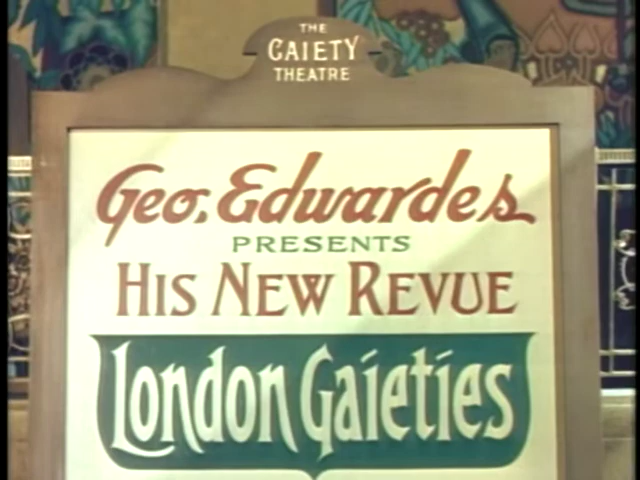 THE
GAIETY
THEATRE
Geo. Edwardes
PRESENTS
HIS NEW REVUE
London Gaieties